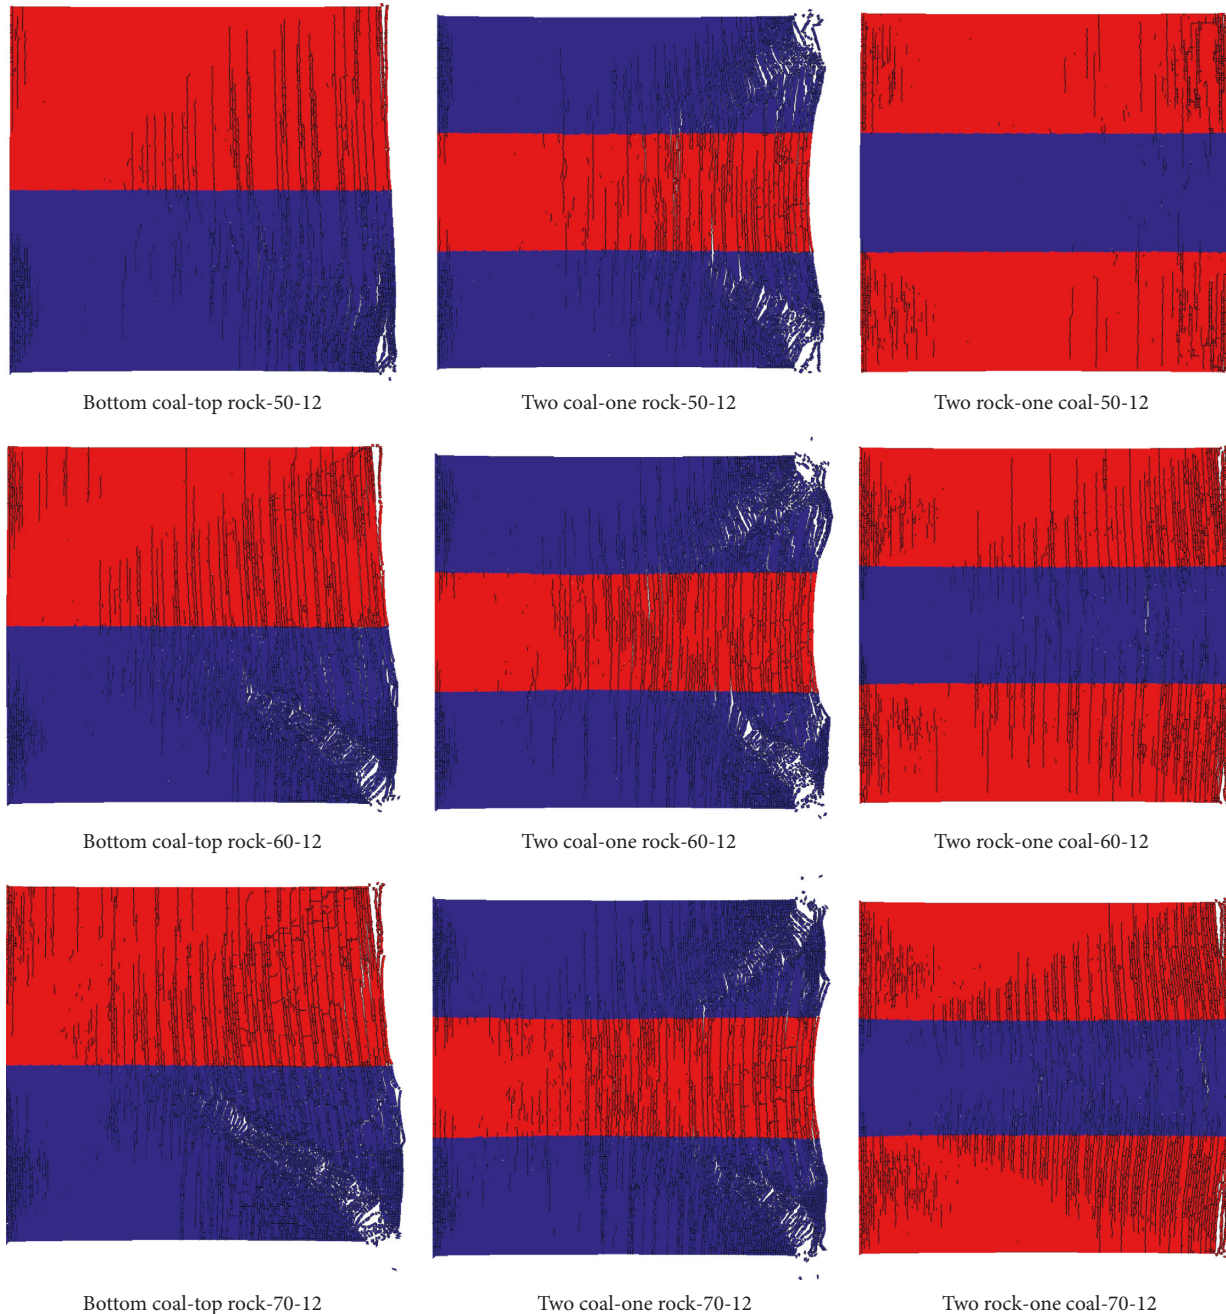 Bottom coal-top rock-50-12
Two coal-one rock-50-12
Two rock-one coal-50-12
Bottom coal-top rock-60-12
Two coal-one rock-60-12
Two rock-one coal-60-12
Bottom coal-top rock-70-12
Two coal-one rock-70-12
Two rock-one coal-70-12